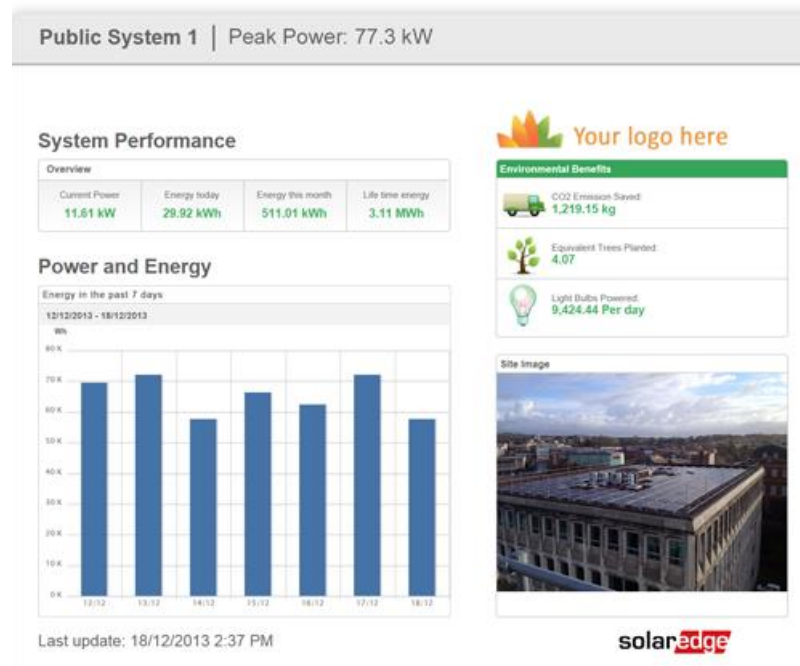 Public System 1 | Peak Power: 77.3 kW
System Performance
Overview
Current Power
11.61 kW
Energy today
29.92 kWh
Energy this month
511.01 kWh
Life time energy
3.11 MWh
Power and Energy
Energy in the past 7 days
12/12/2013 - 18/12/2013
Wh
80 K
70 K
60 K
50 K
40 K
30 K
20 K
10 K
0 K
12/12
13/12
14/12
15/12
16/12
17/12
18/12
Last update: 18/12/2013 2:37 PM
Your logo here
Environmental Benefits
CO2 Emission Saved:
1,219.15 kg
Equivalent Trees Planted:
4.07
Light Bulbs Powered:
9,424.44 Per day
Site Image
solaredge